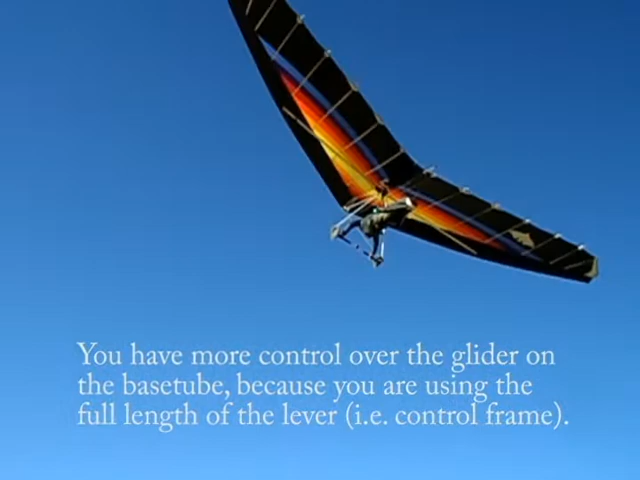 You have more control over the glider on
the basetube, because you are using the
full length of the lever (i.e. control frame).